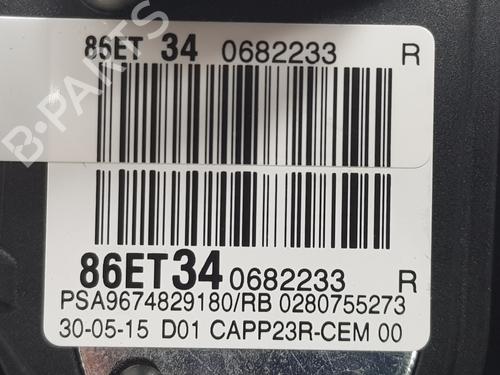 86ET 34 0682233 R
B-PARTS
86ET34 0682233 R
PSA9674829180/RB 0280755273
30-05-15 D01 CAPP23R-CEM 00